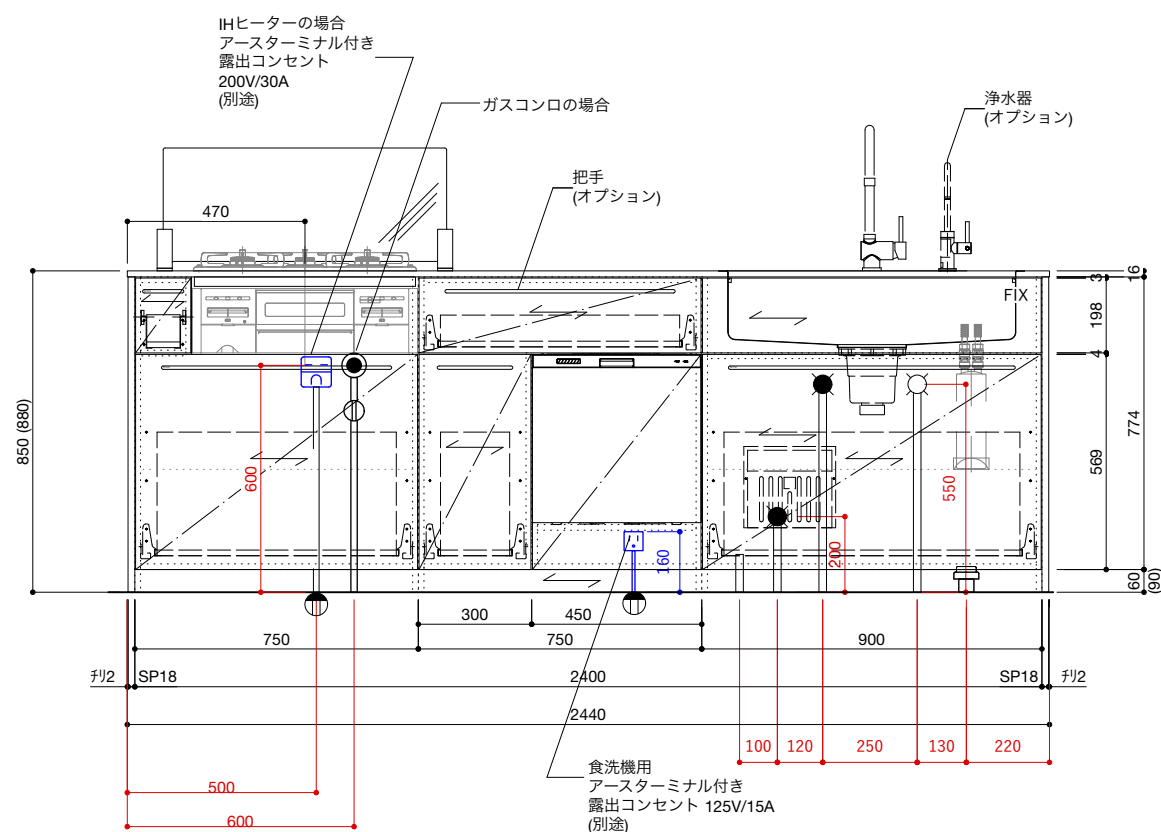 IHヒーターの場合
アースターミナル付き
露出コンセント
200V/30A
(別途)
ガスコンロの場合
浄水器
(オプション)
把手
(オプション)
470
FIX
16
3
198
4
774
569
850 (880)
600
550
200
160
60
(90)
300
450
750
750
900
ﾁﾘ2
SP18
2400
SP18
ﾁﾘ2
2440
100
120
250
130
220
500
600
食洗機用
アースターミナル付き
露出コンセント 125V/15A
(別途)